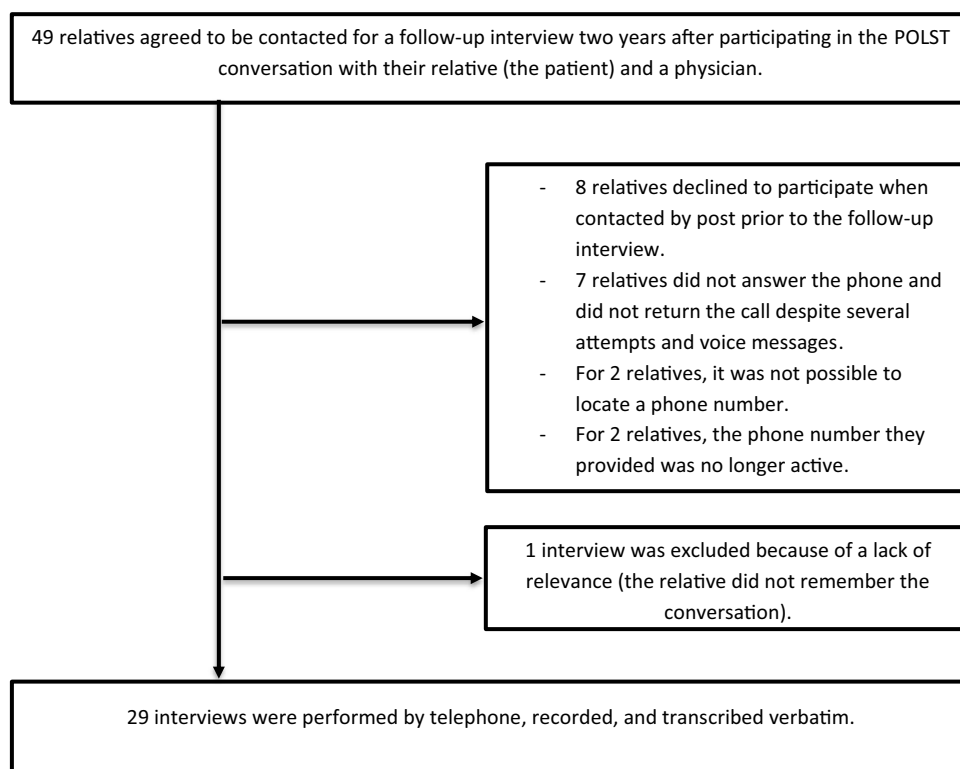 49 relatives agreed to be contacted for a follow-up interview two years after participating in the POLST
conversation with their relative (the patient) and a physician.
- 8 relatives declined to participate when
contacted by post prior to the follow-up
interview.
- 7 relatives did not answer the phone and
did not return the call despite several
attempts and voice messages.
- For 2 relatives, it was not possible to
locate a phone number.
- For 2 relatives, the phone number they
provided was no longer active.
1 interview was excluded because of a lack of
relevance (the relative did not remember the
conversation).
29 interviews were performed by telephone, recorded, and transcribed verbatim.